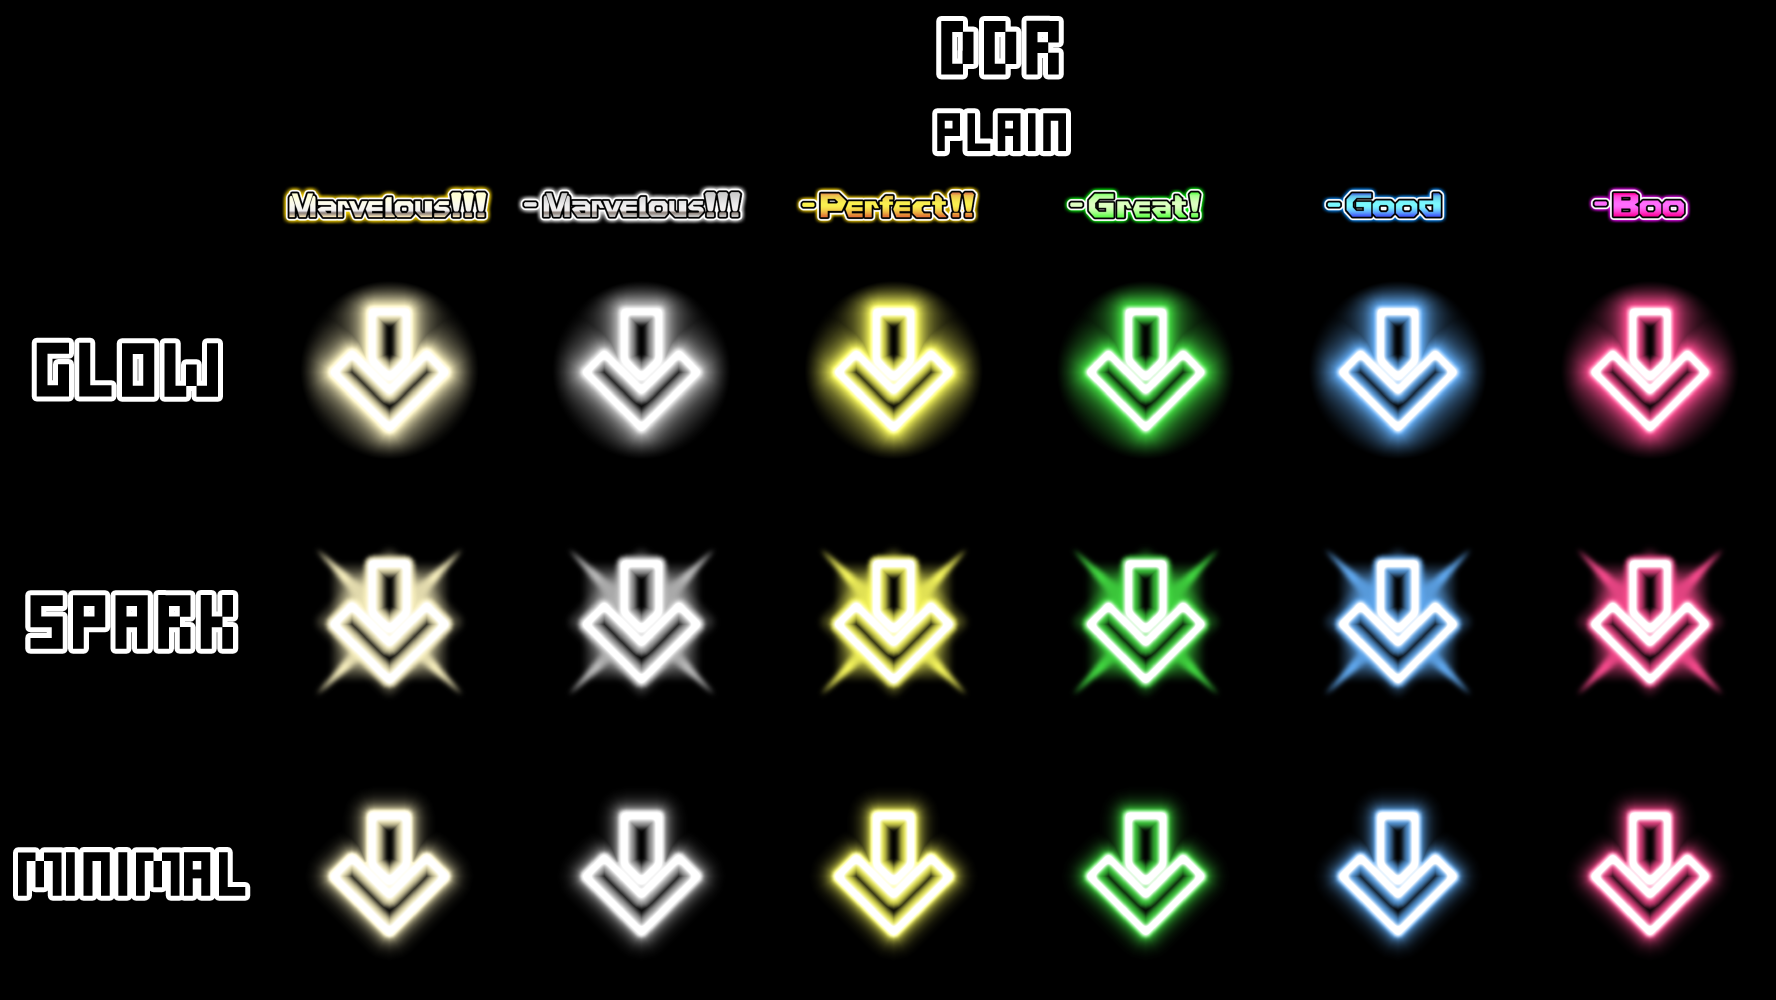 DDR
PLAIN
Marvelous!!! -Marvelous!!! -Perfect!! -Great! -Good -Boo
GLOW
SPARK
MINIMAL